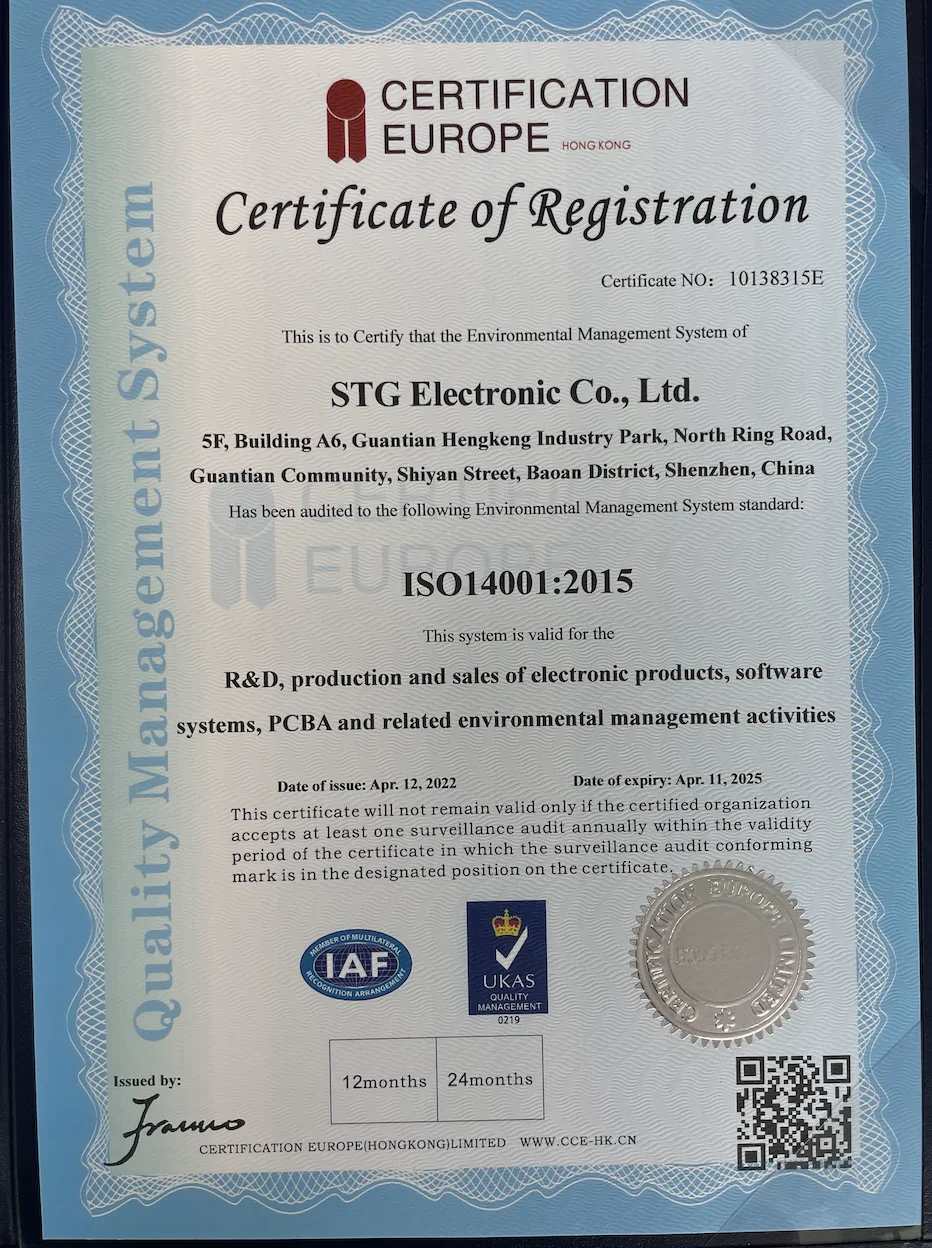 CERTIFICATION
EUROPE HONG KONG
Certificate of Registration
Certificate NO: 10138315E
This is to Certify that the Environmental Management System of
STG Electronic Co., Ltd.
5F, Building A6, Guantian Hengkeng Industry Park, North Ring Road,
Guantian Community, Shiyan Street, Baoan District, Shenzhen, China
Has been audited to the following Environmental Management System standard:
ISO14001:2015
This system is valid for the
R&D, production and sales of electronic products, software
systems, PCBA and related environmental management activities
Date of issue: Apr. 12, 2022
Date of expiry: Apr. 11, 2025
This certificate will not remain valid only if the certified organization
accepts at least one surveillance audit annually within the validity
period of the certificate in which the surveillance audit conforming
mark is in the designated position on the certificate.
Quality Management System
MEMBER OF MULTILATERAL
IAF
RECOGNITION ARRANGEMENT
UKAS
QUALITY
MANAGEMENT
0219
CERTIFICATION EUROPE LIMITED
12months
24months
Issued by:
CERTIFICATION EUROPE(HONGKONG)LIMITED WWW.CCE-HK.CN